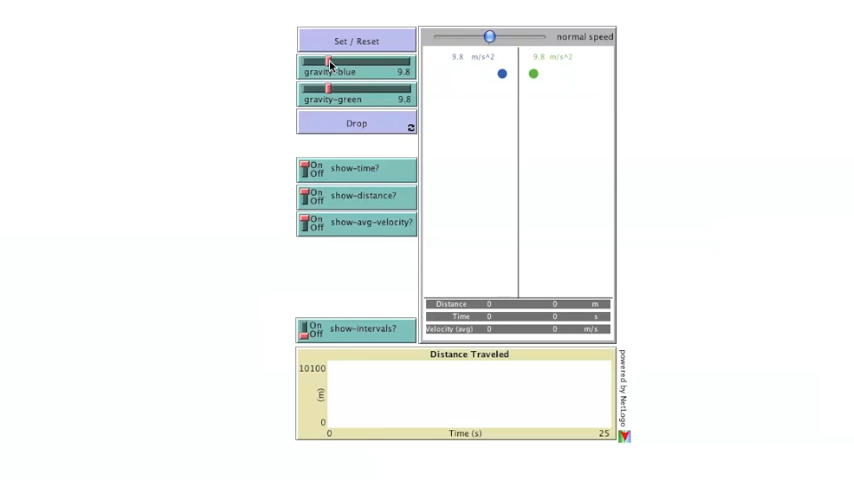 Set / Reset
normal speed
gravity-blue 9.8
gravity-green 9.8
Drop
9.8 m/s^2
9.8 m/s^2
On
Off
show-time?
On
Off
show-distance?
On
Off
show-avg-velocity?
On
Off
show-intervals?
Distance 0 0 m
Time 0 0 s
Velocity (avg) 0 0 m/s
Distance Traveled
10100
(m)
0
0 Time (s) 25
powered by NetLogo